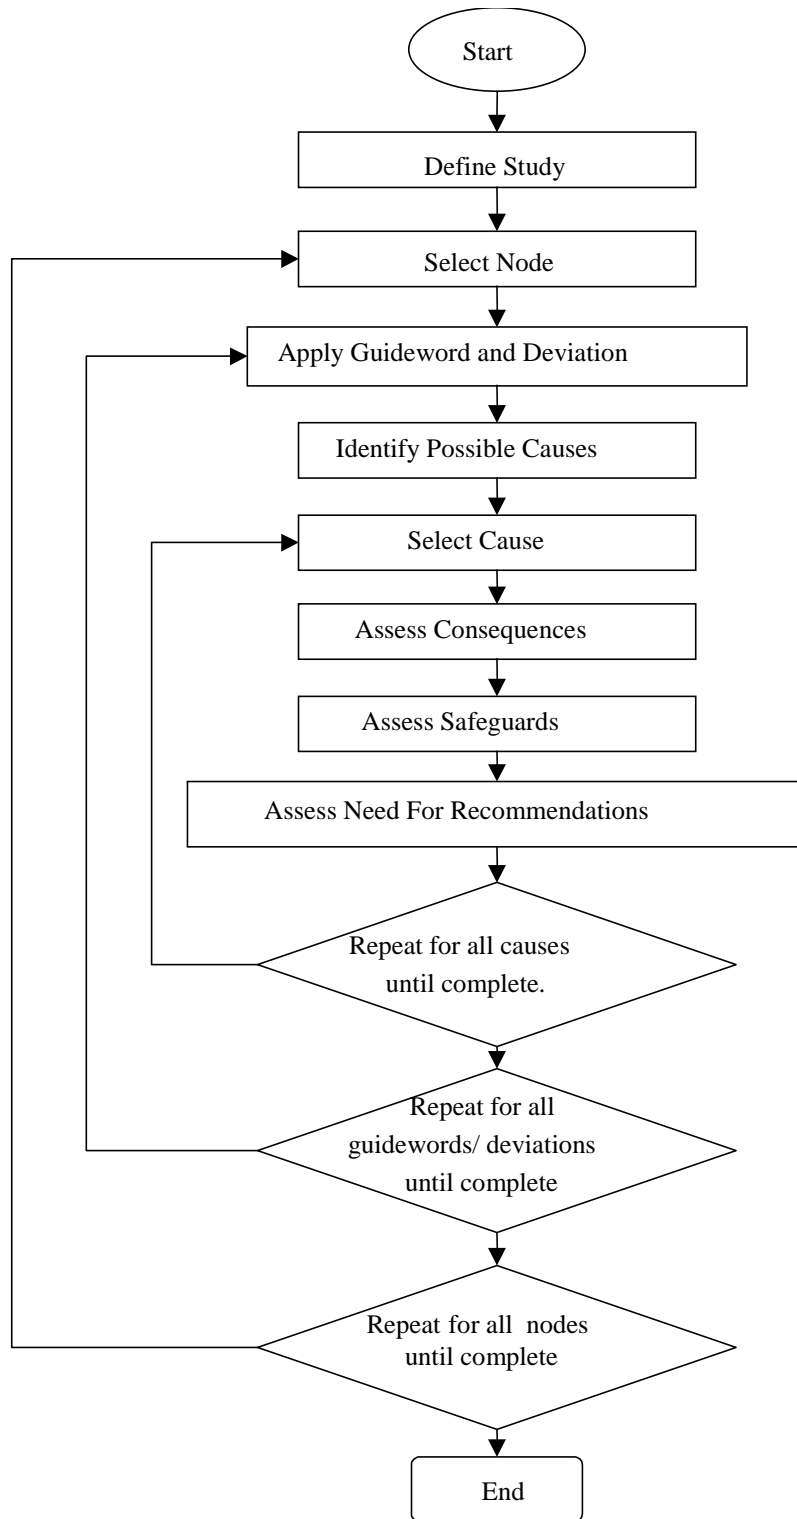 Start
Define Study
Select Node
Apply Guideword and Deviation
Identify Possible Causes
Select Cause
Assess Consequences
Assess Safeguards
Assess Need For Recommendations
Repeat for all causes
until complete.
Repeat for all
guidewords/ deviations
until complete
Repeat for all nodes
until complete
End